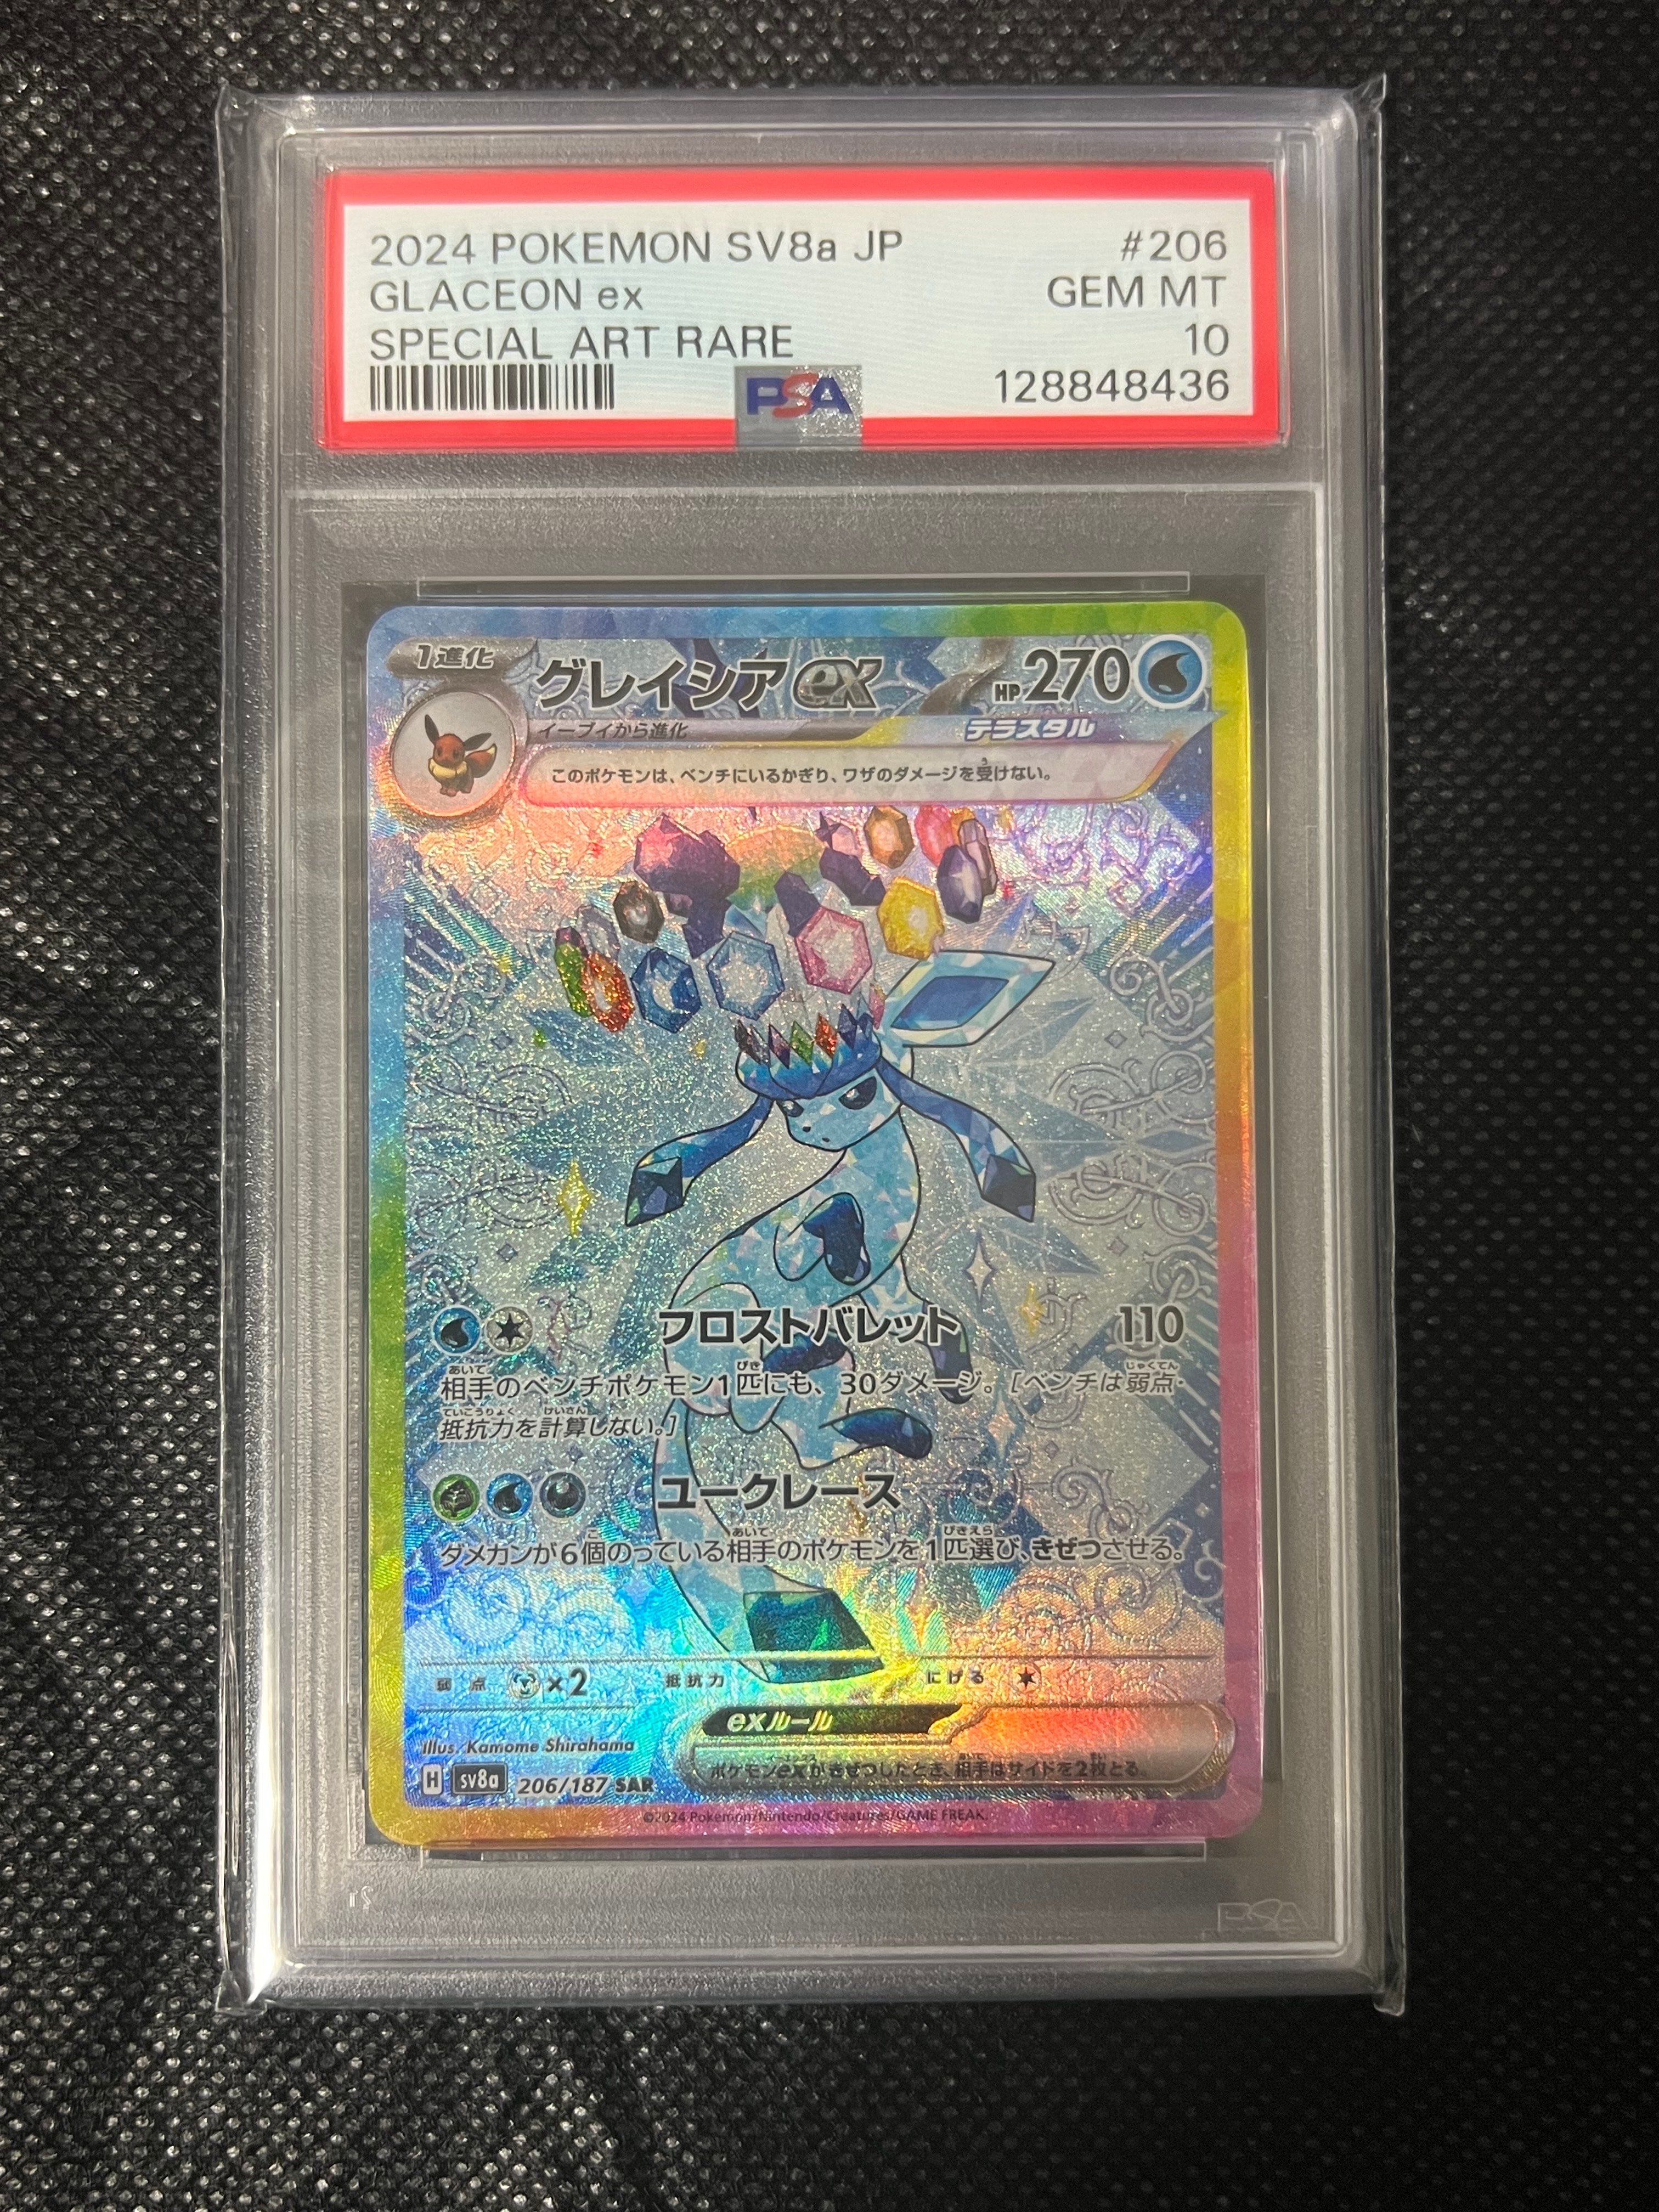 2024 POKEMON SV8a JP #206
GLACEON ex GEM MT
SPECIAL ART RARE 10
PSA 128848436
1進化 グレイシアex HP270
イーブイから進化 テラスタル
このポケモンは、ベンチにいるかぎり、ワザのダメージを受けない。
フロストバレット 110
相手のベンチポケモン1匹にも、30ダメージ。[ベンチは弱点・
抵抗力を計算しない。]
ユークレース
ダメカンが6個のっている相手のポケモンを1匹選び、きぜつさせる。
弱点 ×2 抵抗力 にげる
exルール
Illus. Kamome Shirahama
ポケモンexがきぜつしたとき、相手はサイドを2枚とる。
H sv8a 206/187 SAR
©2024 Pokémon/Nintendo/Creatures/GAME FREAK.
PSA